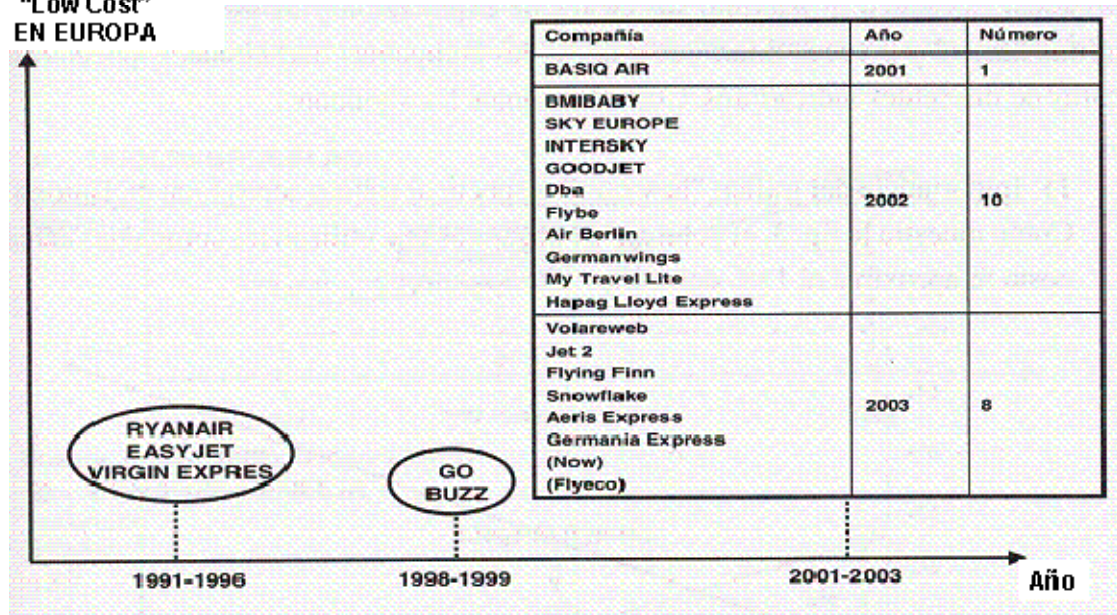 "Low Cost"
EN EUROPA
Compañía Año Número
BASIQ AIR 2001 1
BMIBABY
SKY EUROPE
INTERSKY
GOODJET
Dba
Flybe
Air Berlin
Germanwings
My Travel Lite
Hapag Lloyd Express
2002 10
Volareweb
Jet 2
Flying Finn
Snowflake
Aeris Express
Germania Express
(Now)
(Flyeco)
2003 8
RYANAIR
EASYJET
VIRGIN EXPRES
GO
BUZZ
1991-1996 1998-1999 2001-2003 Año